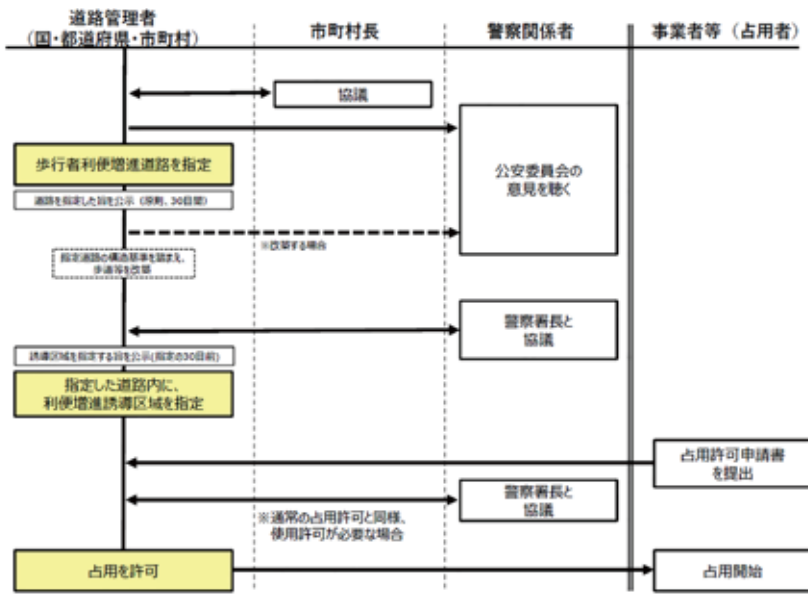 道路管理者
(国・都道府県・市町村)
市町村長
警察関係者
事業者等（占用者）
協議
歩行者利便増進道路を指定
公安委員会の
意見を聴く
道路を指定した旨を公示（原則、30日間）
※改築する場合
指定道路の構造基準を踏まえ、
歩道等を改築
警察署長と
協議
誘導区域を指定する旨を公示(指定の30日前)
指定した道路内に、
利便増進誘導区域を指定
占用許可申請書
を提出
警察署長と
協議
※通常の占用許可と同様、
使用許可が必要な場合
占用を許可
占用開始